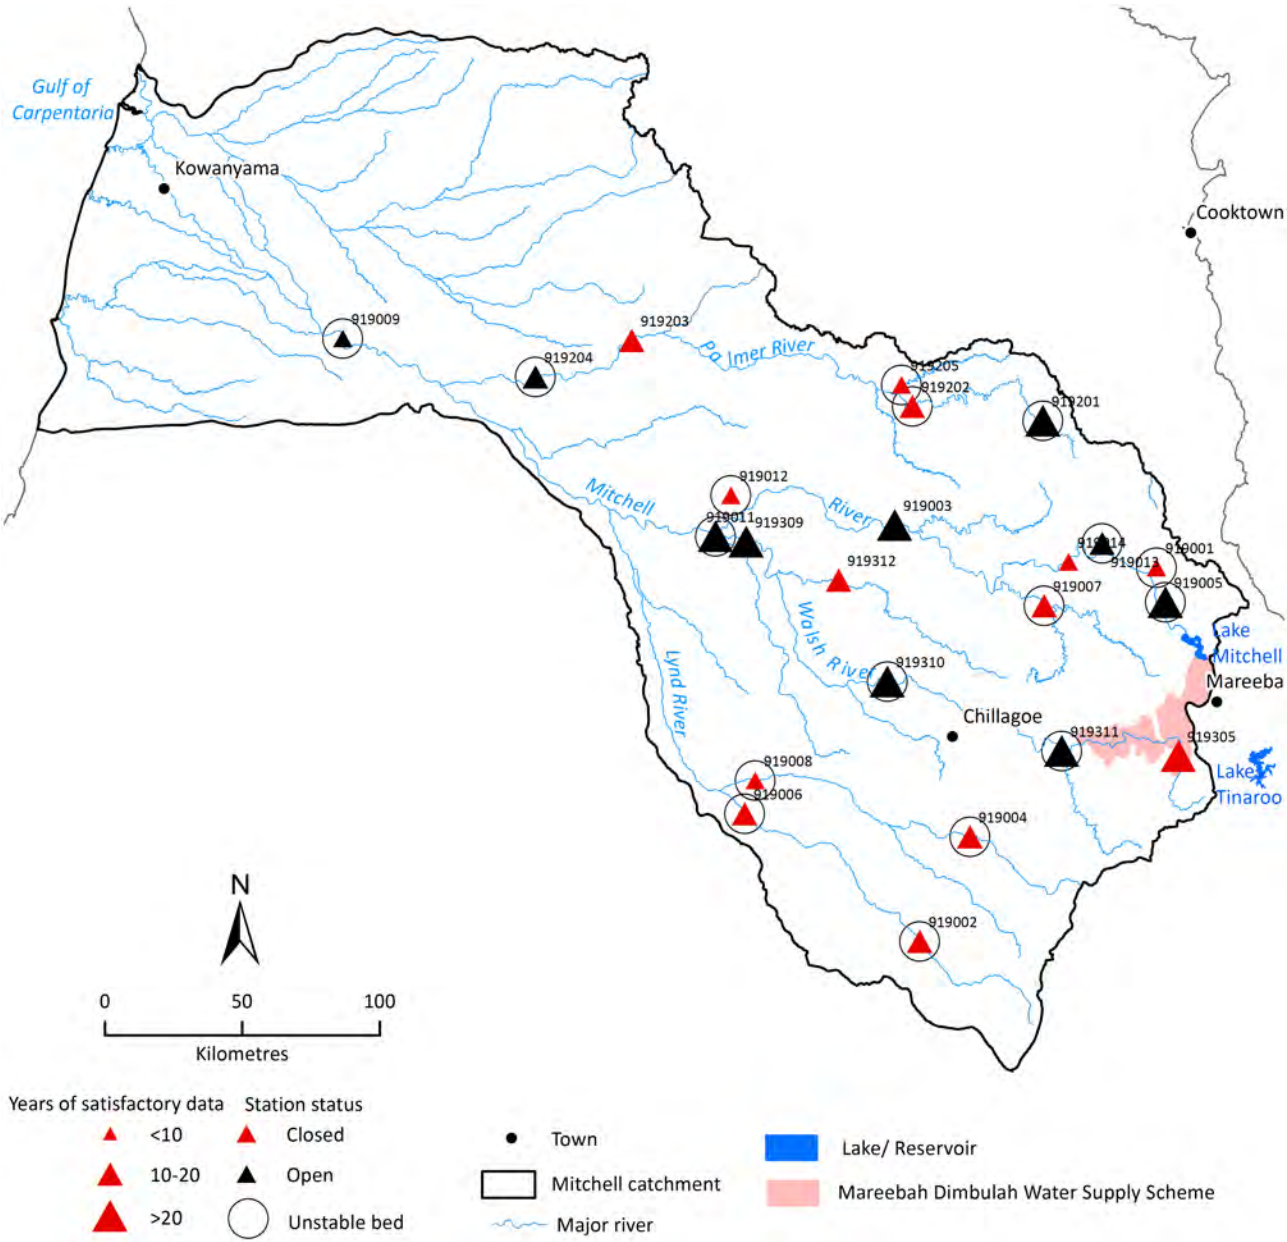 Gulf of
Carpentaria
Kowanyama
Cooktown
919009
919203
919204
Pa lmer River
919205
919202
919201
919012
Mitchell
River
919003
919011
919309
919014
919001
919013
919312
919007
919005
Walsh River
Lynd River
Lake
Mitchell
Mareeba
919310
Chillagoe
919311
919305
Lake
Tinaroo
919008
919006
919004
919002
N
0 50 100
Kilometres
Years of satisfactory data
<10
10-20
>20
Station status
Closed
Open
Unstable bed
Town
Mitchell catchment
Major river
Lake/ Reservoir
Mareebah Dimbulah Water Supply Scheme